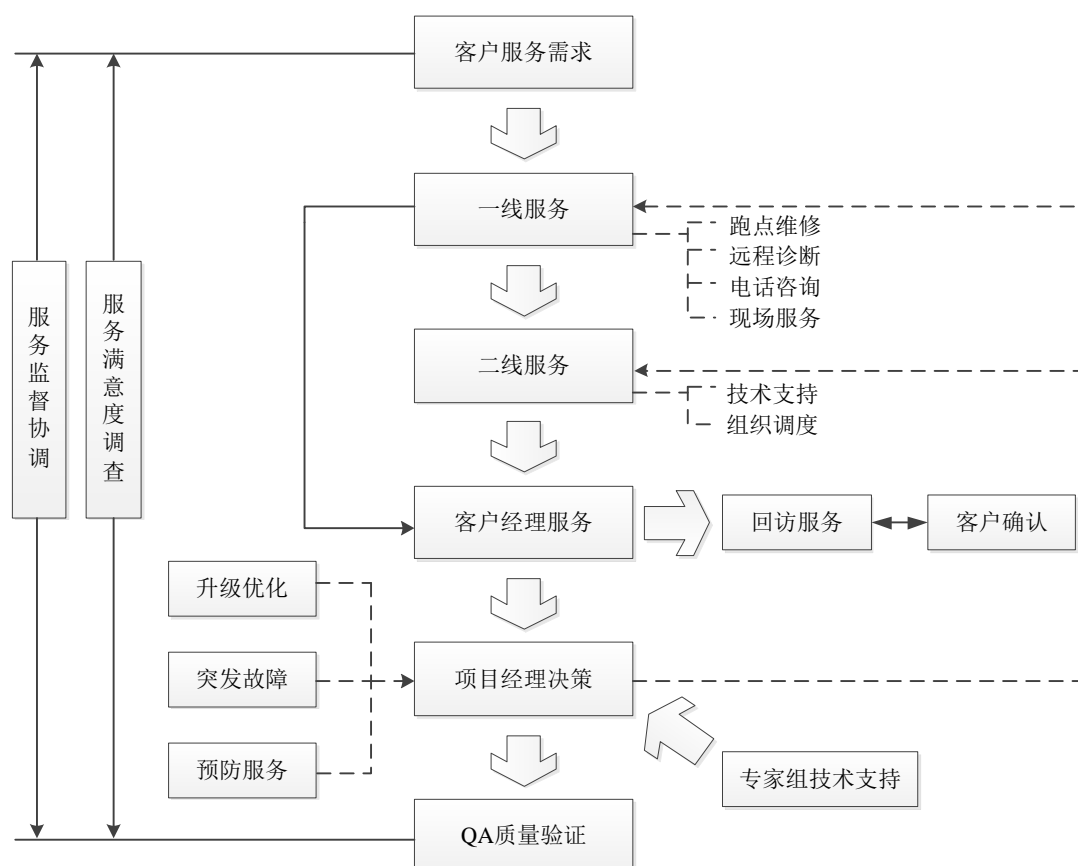 客户服务需求
一线服务
跑点维修
远程诊断
电话咨询
现场服务
服务监督协调
服务满意度调查
二线服务
技术支持
组织调度
客户经理服务
回访服务
客户确认
升级优化
突发故障
项目经理决策
预防服务
专家组技术支持
QA质量验证